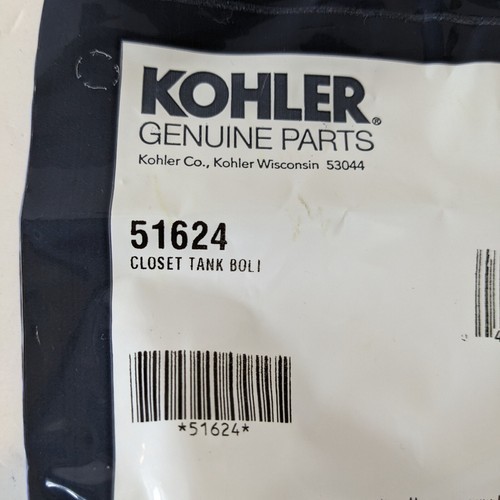 KOHLER®
GENUINE PARTS
Kohler Co., Kohler Wisconsin 53044
51624
CLOSET TANK BOLT
*51624*